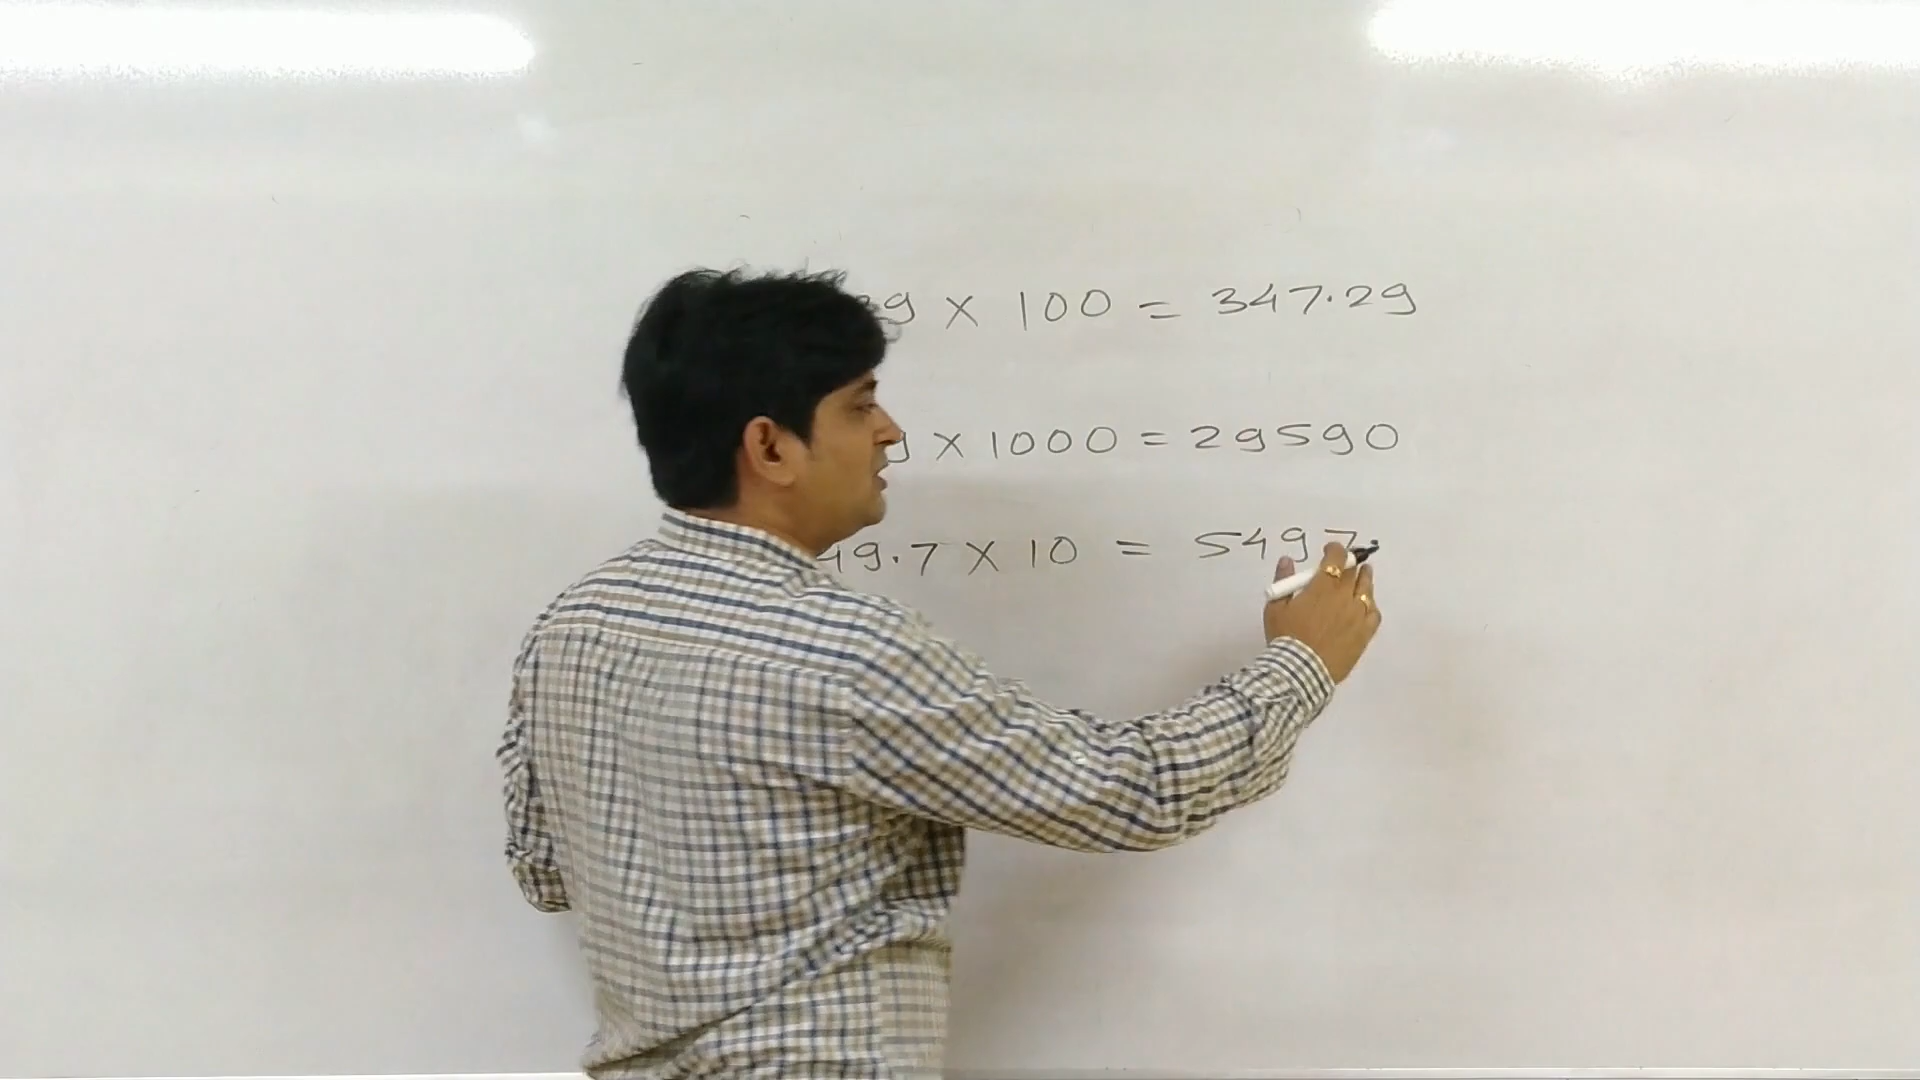 29 x 100 = 347.29
9 x 1000 = 29590
49.7 x 10 = 5497